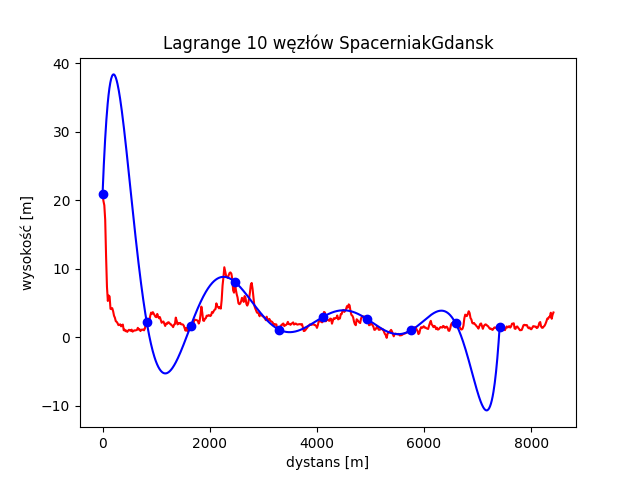 Lagrange 10 węzłów SpacerniakGdansk
wysokość [m]
40
30
20
10
0
−10
0 2000 4000 6000 8000
dystans [m]